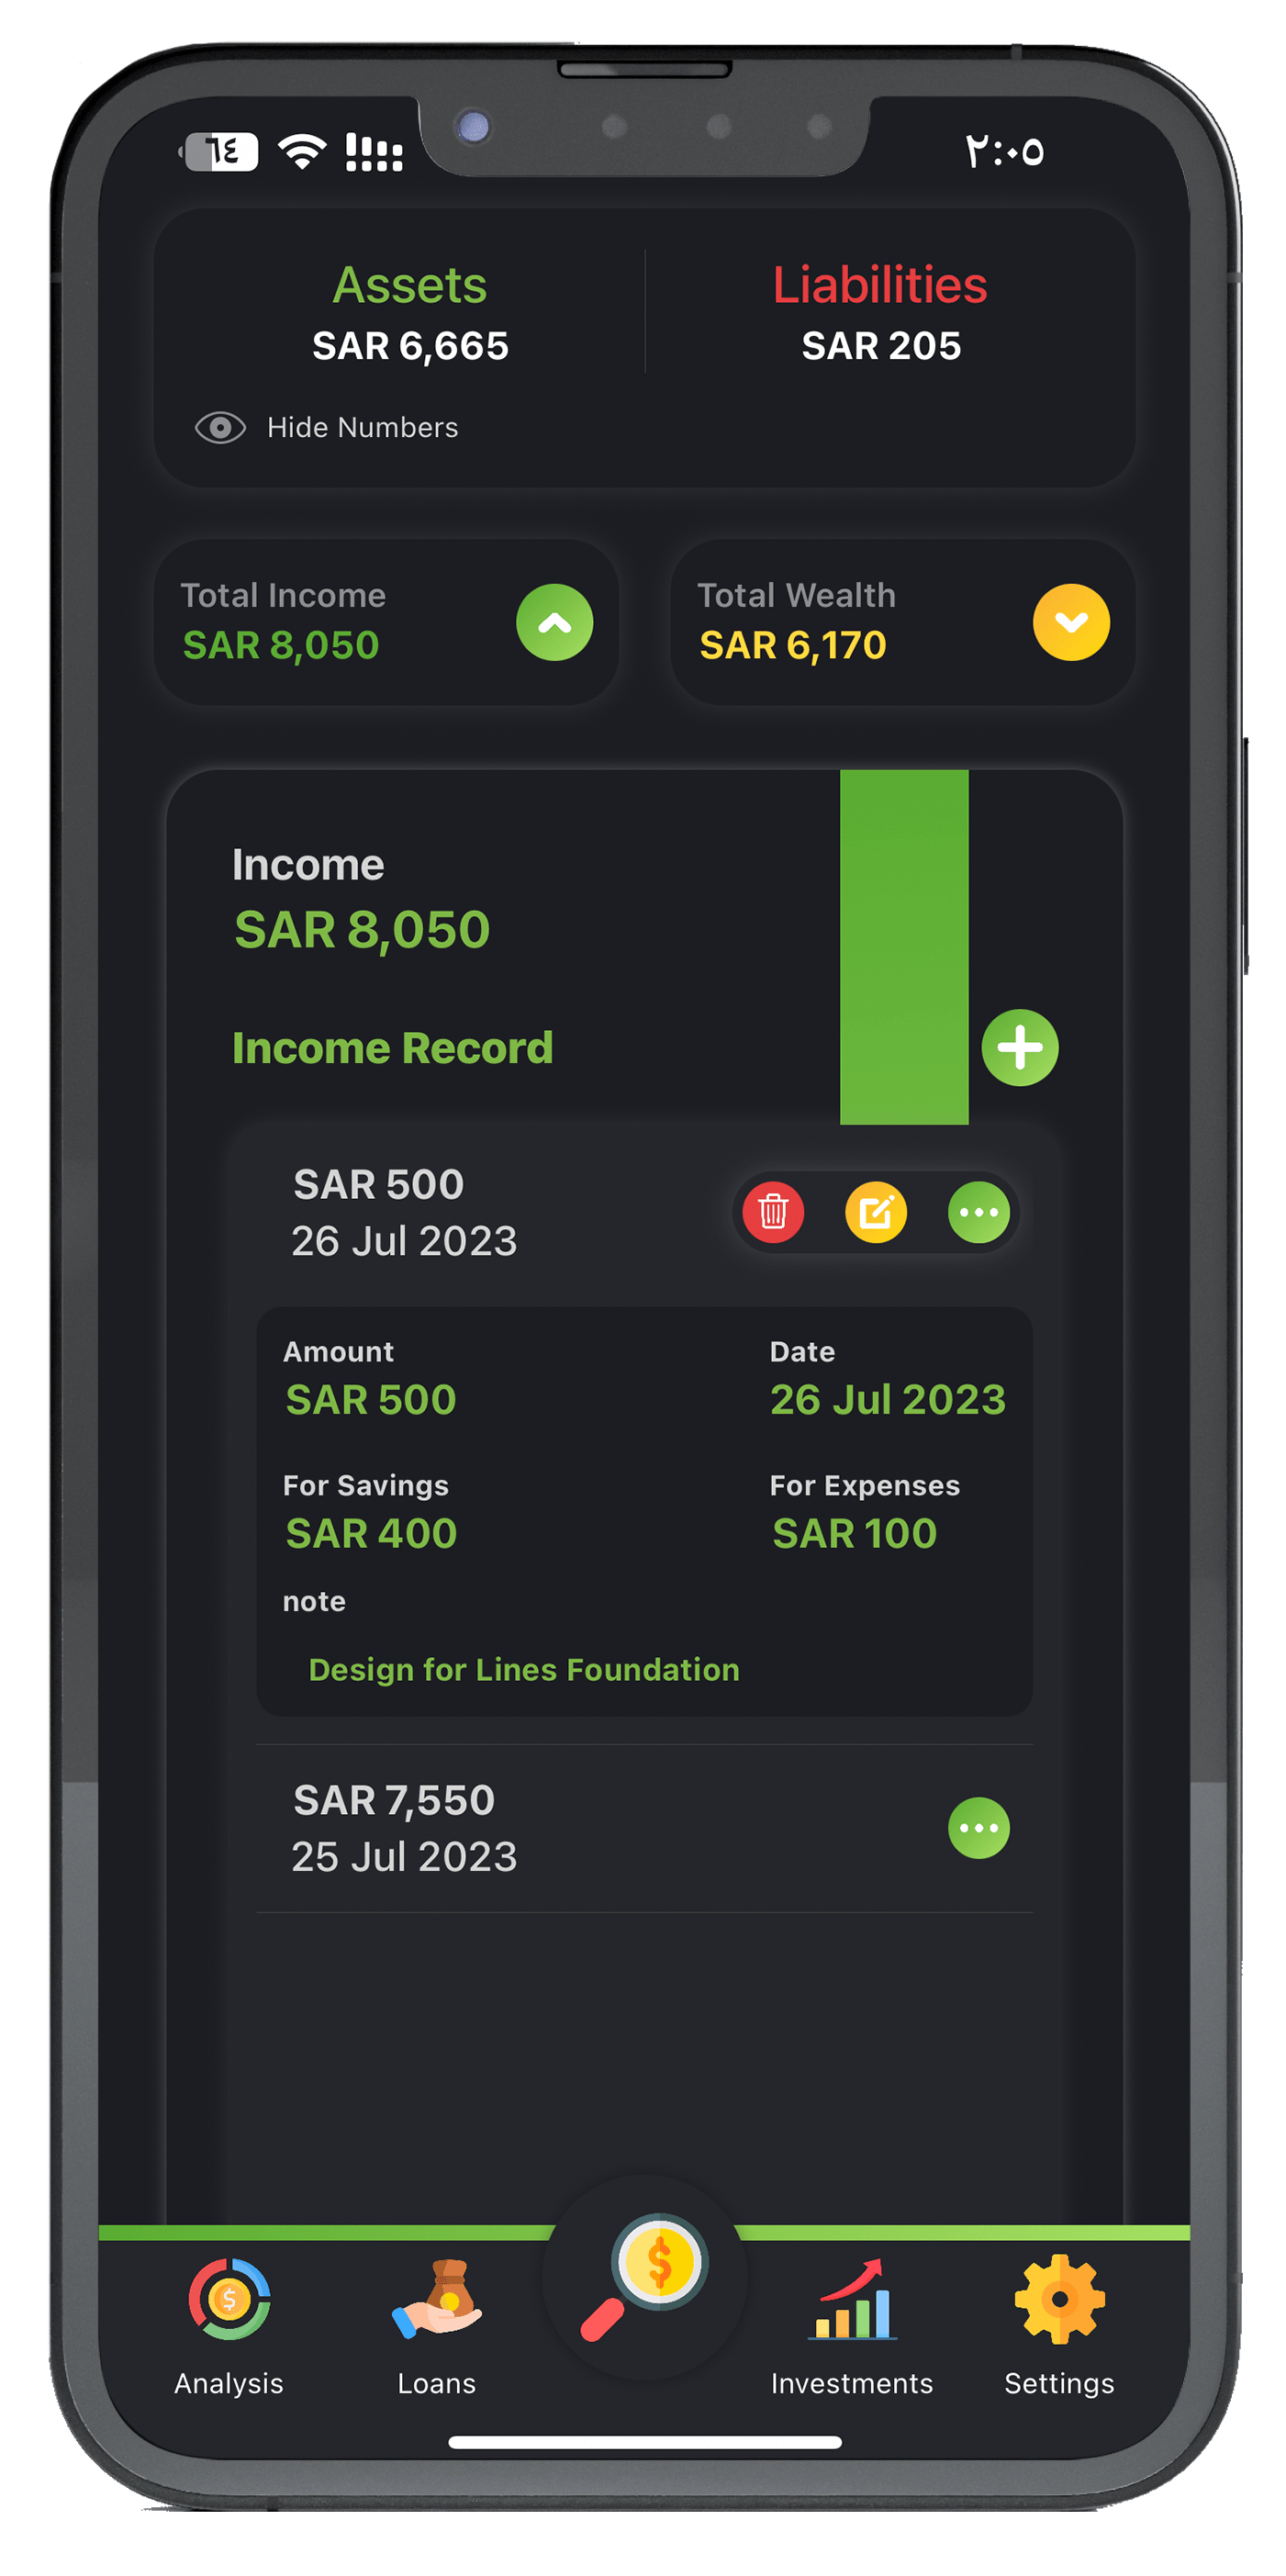 ٦٤
٢:٠٥
Assets
Liabilities
SAR 6,665
SAR 205
Hide Numbers
Total Income
SAR 8,050
Total Wealth
SAR 6,170
Income
SAR 8,050
Income Record
SAR 500
26 Jul 2023
Amount
SAR 500
Date
26 Jul 2023
For Savings
SAR 400
For Expenses
SAR 100
note
Design for Lines Foundation
SAR 7,550
25 Jul 2023
Analysis
Loans
Investments
Settings